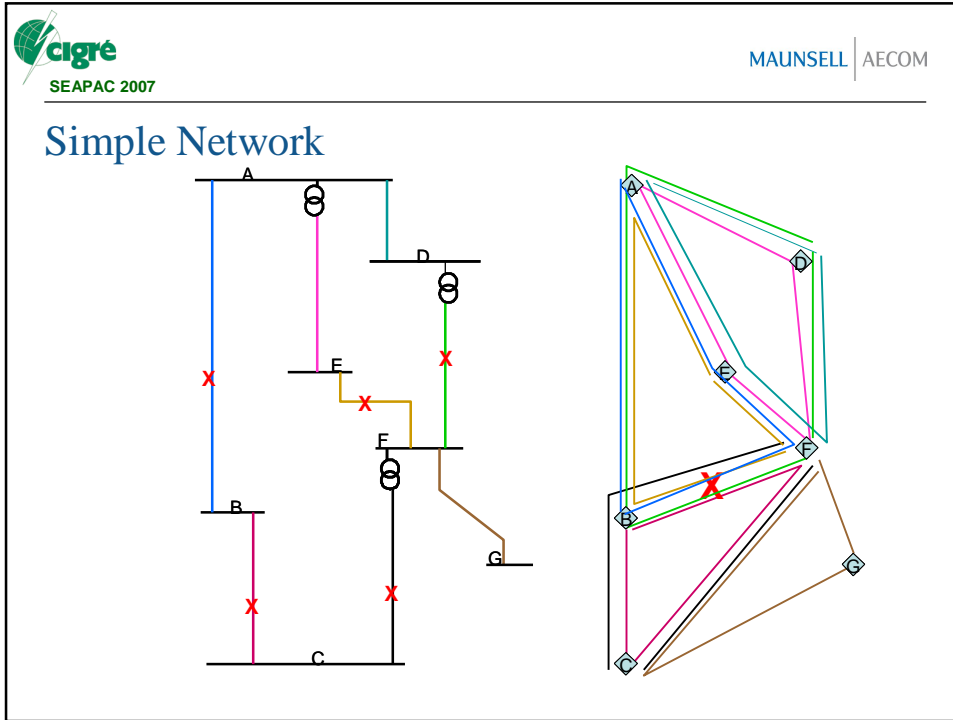 cigré
MAUNSELL | AECOM
SEAPAC 2007
Simple Network
A
D
E
F
B
G
C
X
X
X
X
X
A
D
E
F
B
G
C
X